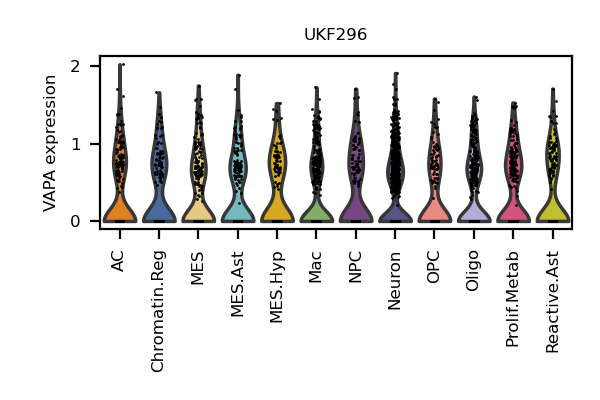 UKF296
VAPA expression
2
1
0
AC
Chromatin.Reg
MES
MES.Ast
MES.Hyp
Mac
NPC
Neuron
OPC
Oligo
Prolif.Metab
Reactive.Ast